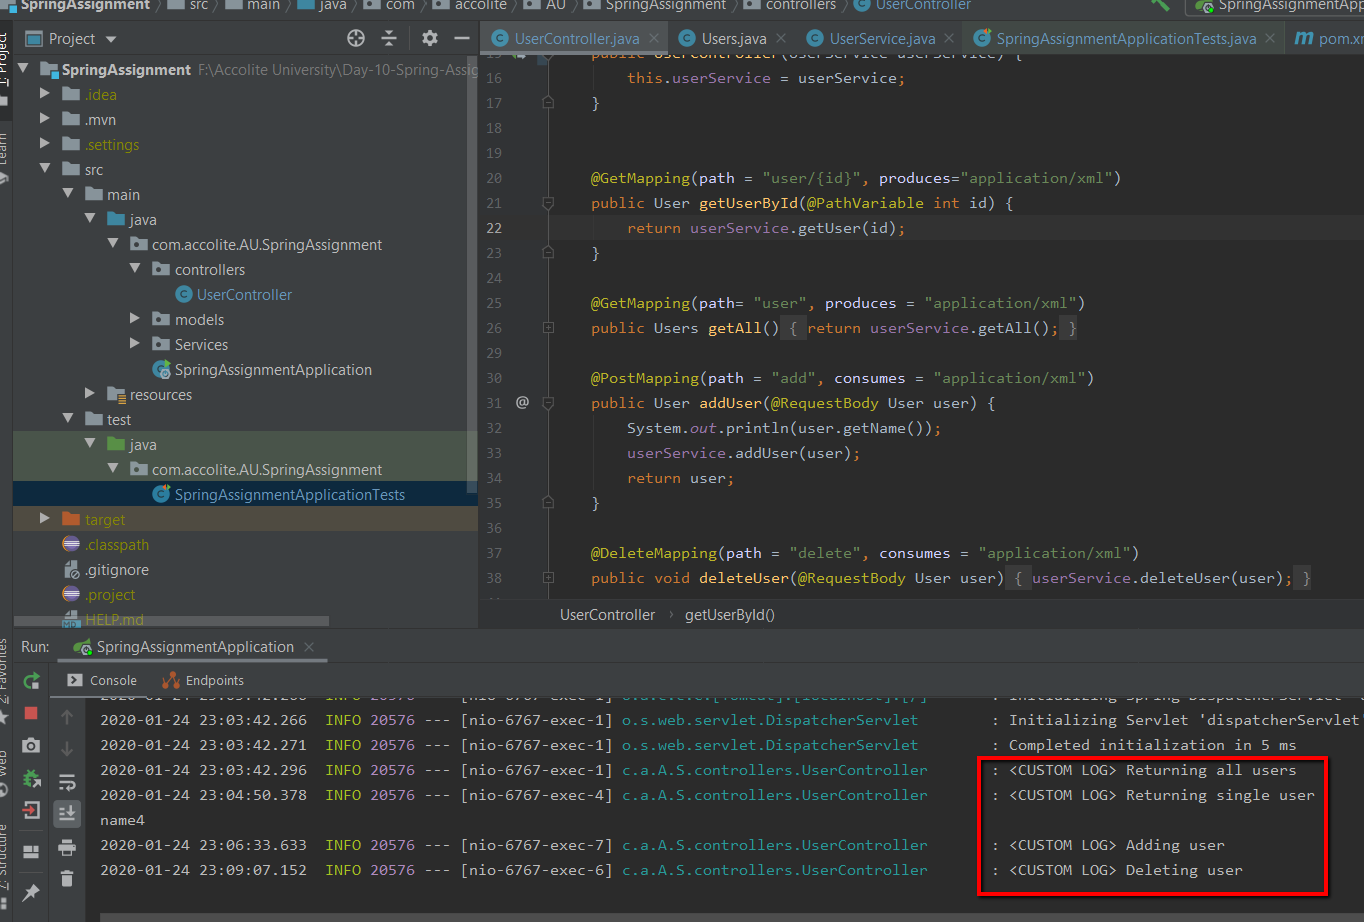 SpringAssignment src main java com accolite AU SpringAssignment controllers UserController SpringAssignmentApp
Project
1: Project
Learn
SpringAssignment F:\Accolite University\Day-10-Spring-Assig
.idea
.mvn
.settings
src
main
java
com.accolite.AU.SpringAssignment
controllers
UserController
models
Services
SpringAssignmentApplication
resources
test
java
com.accolite.AU.SpringAssignment
SpringAssignmentApplicationTests
target
.classpath
.gitignore
.project
HELP.md
UserController.java Users.java UserService.java SpringAssignmentApplicationTests.java pom.x
15 public UserController(UserService userService) {
16 this.userService = userService;
17 }
18
19
20 @GetMapping(path = "user/{id}", produces="application/xml")
21 public User getUserById(@PathVariable int id) {
22 return userService.getUser(id);
23 }
24
25 @GetMapping(path= "user", produces = "application/xml")
26 public Users getAll() { return userService.getAll(); }
29
30 @PostMapping(path = "add", consumes = "application/xml")
31 @ public User addUser(@RequestBody User user) {
32 System.out.println(user.getName());
33 userService.addUser(user);
34 return user;
35 }
36
37 @DeleteMapping(path = "delete", consumes = "application/xml")
38 public void deleteUser(@RequestBody User user) { userService.deleteUser(user); }
UserController › getUserById()
Run: SpringAssignmentApplication
2: Favorites
Web
7: Structure
Console Endpoints
2020-01-24 23:03:42.266 INFO 20576 --- [nio-6767-exec-1] o.s.web.servlet.DispatcherServlet : Initializing Servlet 'dispatcherServlet'
2020-01-24 23:03:42.271 INFO 20576 --- [nio-6767-exec-1] o.s.web.servlet.DispatcherServlet : Completed initialization in 5 ms
2020-01-24 23:03:42.296 INFO 20576 --- [nio-6767-exec-1] c.a.A.S.controllers.UserController : <CUSTOM LOG> Returning all users
2020-01-24 23:04:50.378 INFO 20576 --- [nio-6767-exec-4] c.a.A.S.controllers.UserController : <CUSTOM LOG> Returning single user
name4
2020-01-24 23:06:33.633 INFO 20576 --- [nio-6767-exec-7] c.a.A.S.controllers.UserController : <CUSTOM LOG> Adding user
2020-01-24 23:09:07.152 INFO 20576 --- [nio-6767-exec-6] c.a.A.S.controllers.UserController : <CUSTOM LOG> Deleting user